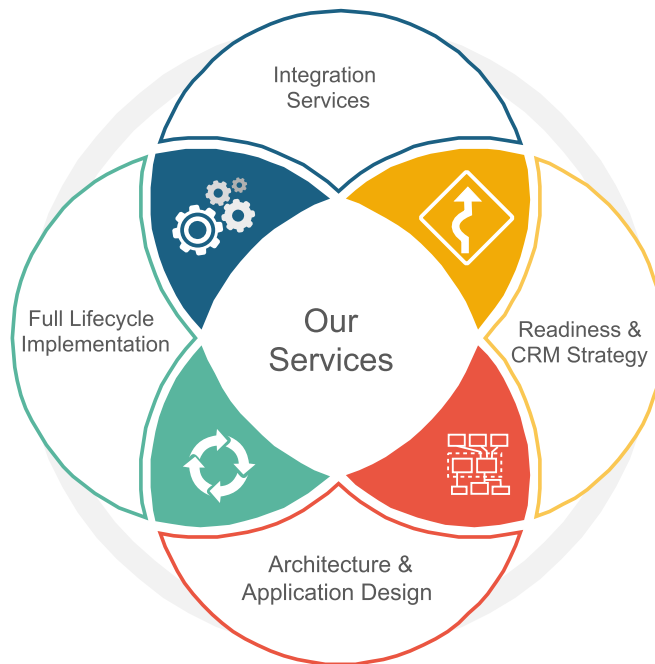 Integration
Services
Full Lifecycle
Implementation
Our
Services
Readiness &
CRM Strategy
Architecture &
Application Design